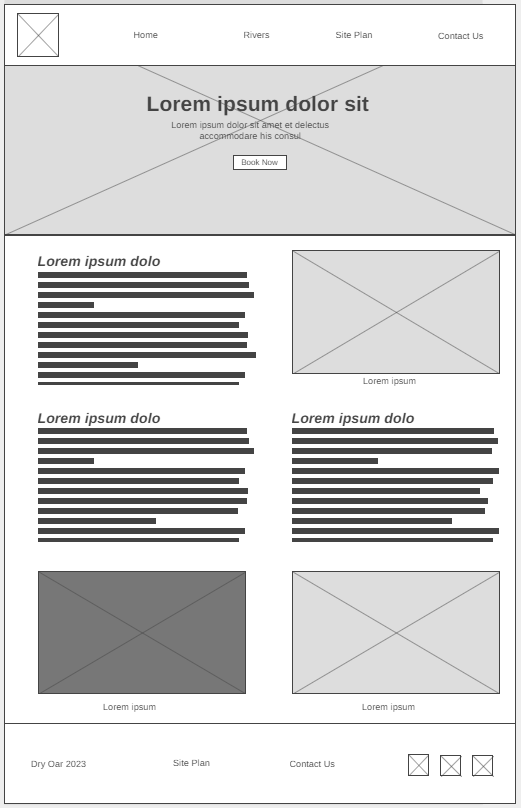 Home
Rivers
Site Plan
Contact Us
Lorem ipsum dolor sit
Lorem ipsum dolor sit amet et delectus
accommodare his consul
Book Now
Lorem ipsum dolo
Lorem ipsum
Lorem ipsum dolo
Lorem ipsum dolo
Lorem ipsum
Lorem ipsum
Dry Oar 2023
Site Plan
Contact Us